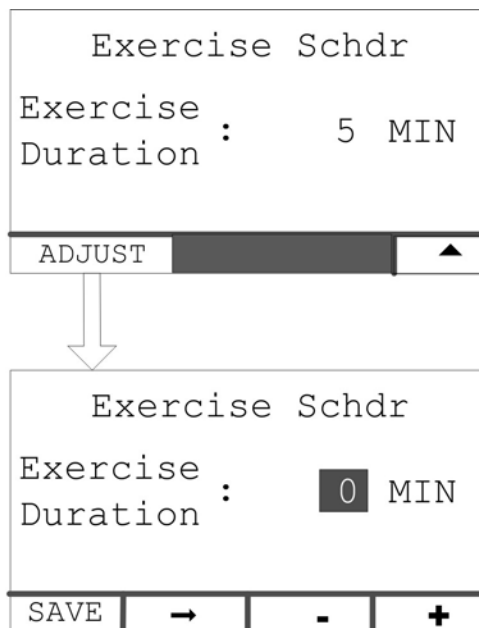 Exercise Schdr
Exercise
Duration : 5 MIN
ADJUST ▲
Exercise Schdr
Exercise
Duration : 0 MIN
SAVE → - +